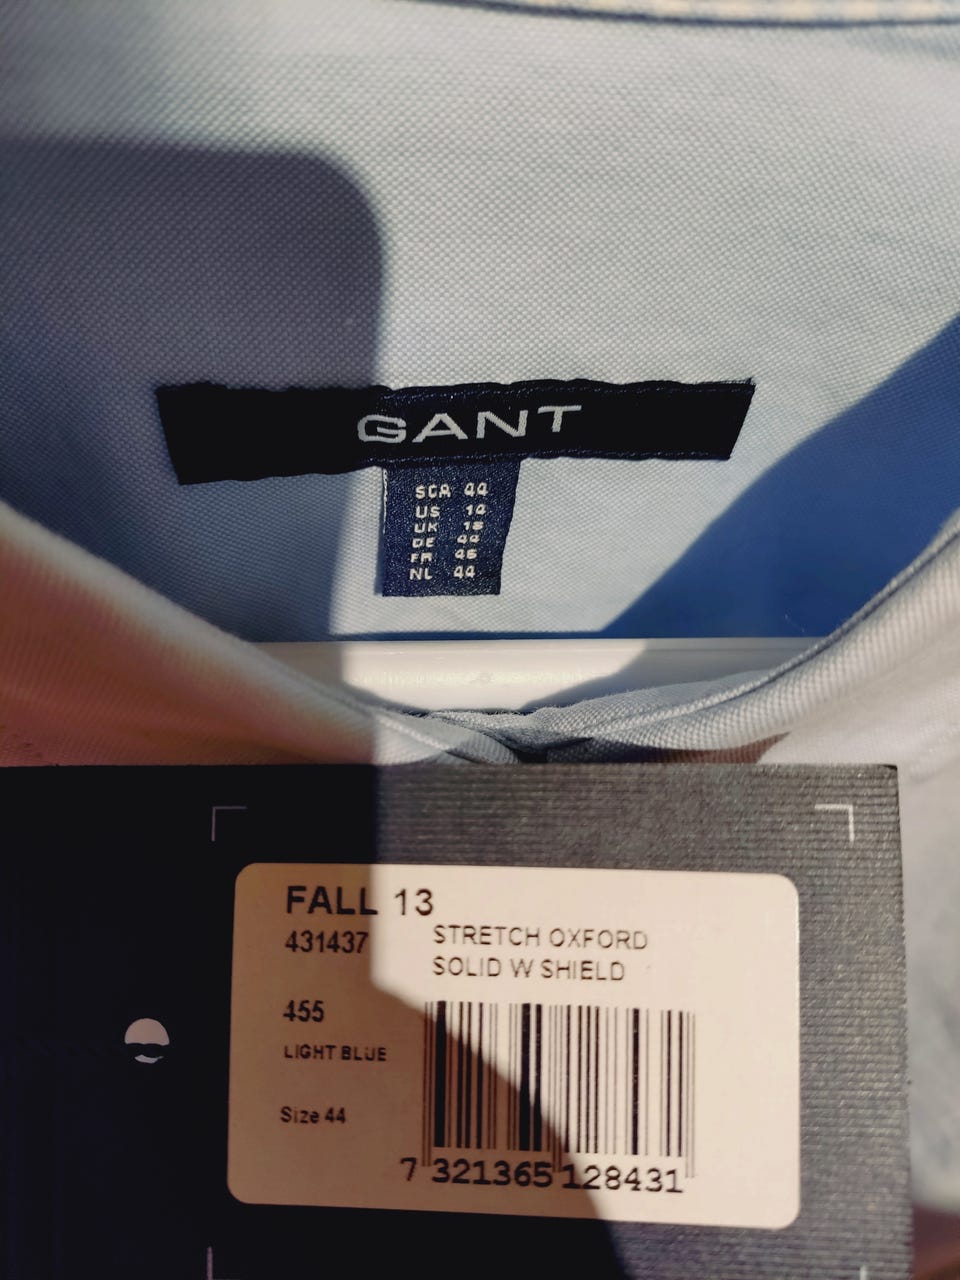 GANT
SCA 44
US 14
UK 16
DE 44
FR 46
NL 44
FALL 13
431437
STRETCH OXFORD
SOLID W SHIELD
455
LIGHT BLUE
Size 44
7 321365 128431